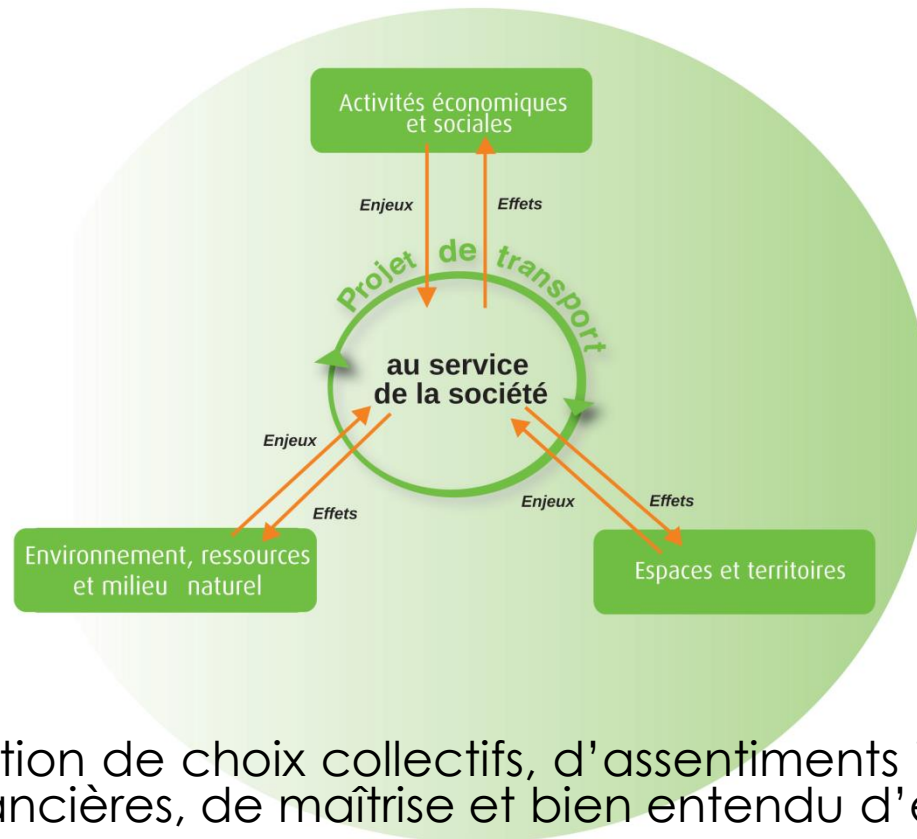 Activités économiques
et sociales
Enjeux
Effets
Projet de transport
au service
de la société
Enjeux
Effets
Enjeux
Effets
Environnement, ressources
et milieu naturel
Espaces et territoires
tion de choix collectifs, d’assentiments
ancières, de maîtrise et bien entendu d’é